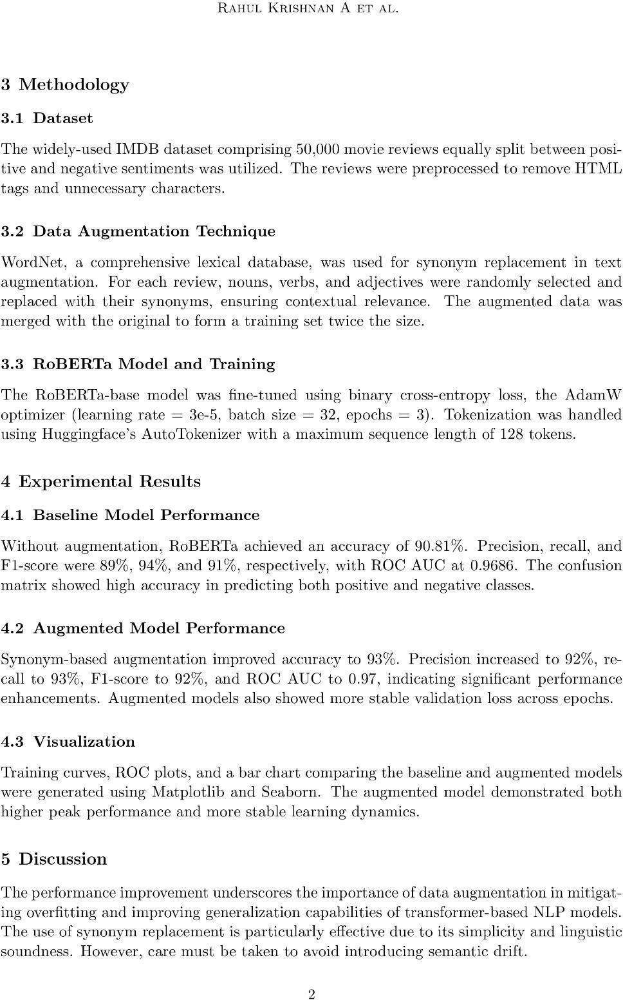 RAHUL KRISHNAN A ET AL.
3 Methodology
3.1 Dataset
The widely-used IMDB dataset comprising 50,000 movie reviews equally split between posi-
tive and negative sentiments was utilized. The reviews were preprocessed to remove HTML
tags and unnecessary characters.
3.2 Data Augmentation Technique
WordNet, a comprehensive lexical database, was used for synonym replacement in text
augmentation. For each review, nouns, verbs, and adjectives were randomly selected and
replaced with their synonyms, ensuring contextual relevance. The augmented data was
merged with the original to form a training set twice the size.
3.3 RoBERTa Model and Training
The RoBERTa-base model was fine-tuned using binary cross-entropy loss, the AdamW
optimizer (learning rate = 3e-5, batch size = 32, epochs = 3). Tokenization was handled
using Huggingface's AutoTokenizer with a maximum sequence length of 128 tokens.
4 Experimental Results
4.1 Baseline Model Performance
Without augmentation, RoBERTa achieved an accuracy of 90.81%. Precision, recall, and
F1-score were 89%, 94%, and 91%, respectively, with ROC AUC at 0.9686. The confusion
matrix showed high accuracy in predicting both positive and negative classes.
4.2 Augmented Model Performance
Synonym-based augmentation improved accuracy to 93%. Precision increased to 92%, re-
call to 93%, F1-score to 92%, and ROC AUC to 0.97, indicating significant performance
enhancements. Augmented models also showed more stable validation loss across epochs.
4.3 Visualization
Training curves, ROC plots, and a bar chart comparing the baseline and augmented models
were generated using Matplotlib and Seaborn. The augmented model demonstrated both
higher peak performance and more stable learning dynamics.
5 Discussion
The performance improvement underscores the importance of data augmentation in mitigat-
ing overfitting and improving generalization capabilities of transformer-based NLP models.
The use of synonym replacement is particularly effective due to its simplicity and linguistic
soundness. However, care must be taken to avoid introducing semantic drift.
2